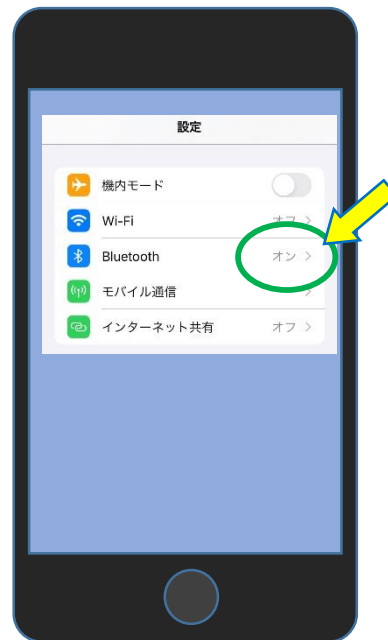 設定
機内モード
Wi-Fi オフ
Bluetooth オン
モバイル通信
インターネット共有 オフ